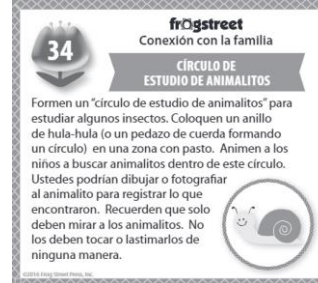 34
frogstreet
Conexión con la familia
CÍRCULO DE
ESTUDIO DE ANIMALITOS
Formen un "círculo de estudio de animalitos" para
estudiar algunos insectos. Coloquen un anillo
de hula-hula (o un pedazo de cuerda formando
un círculo) en una zona con pasto. Animen a los
niños a buscar animalitos dentro de este círculo.
Ustedes podrían dibujar o fotografiar
al animalito para registrar lo que
encontraron. Recuerden que solo
deben mirar a los animalitos. No
los deben tocar o lastimarlos de
ninguna manera.
©2016 Frog Street Press, Inc.